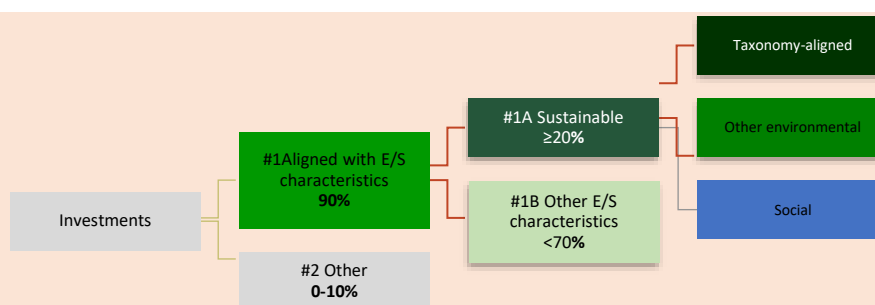 Taxonomy-aligned
#1A Sustainable
≥20%
Other environmental
#1Aligned with E/S
characteristics
90%
#1B Other E/S
characteristics
<70%
Social
Investments
#2 Other
0-10%